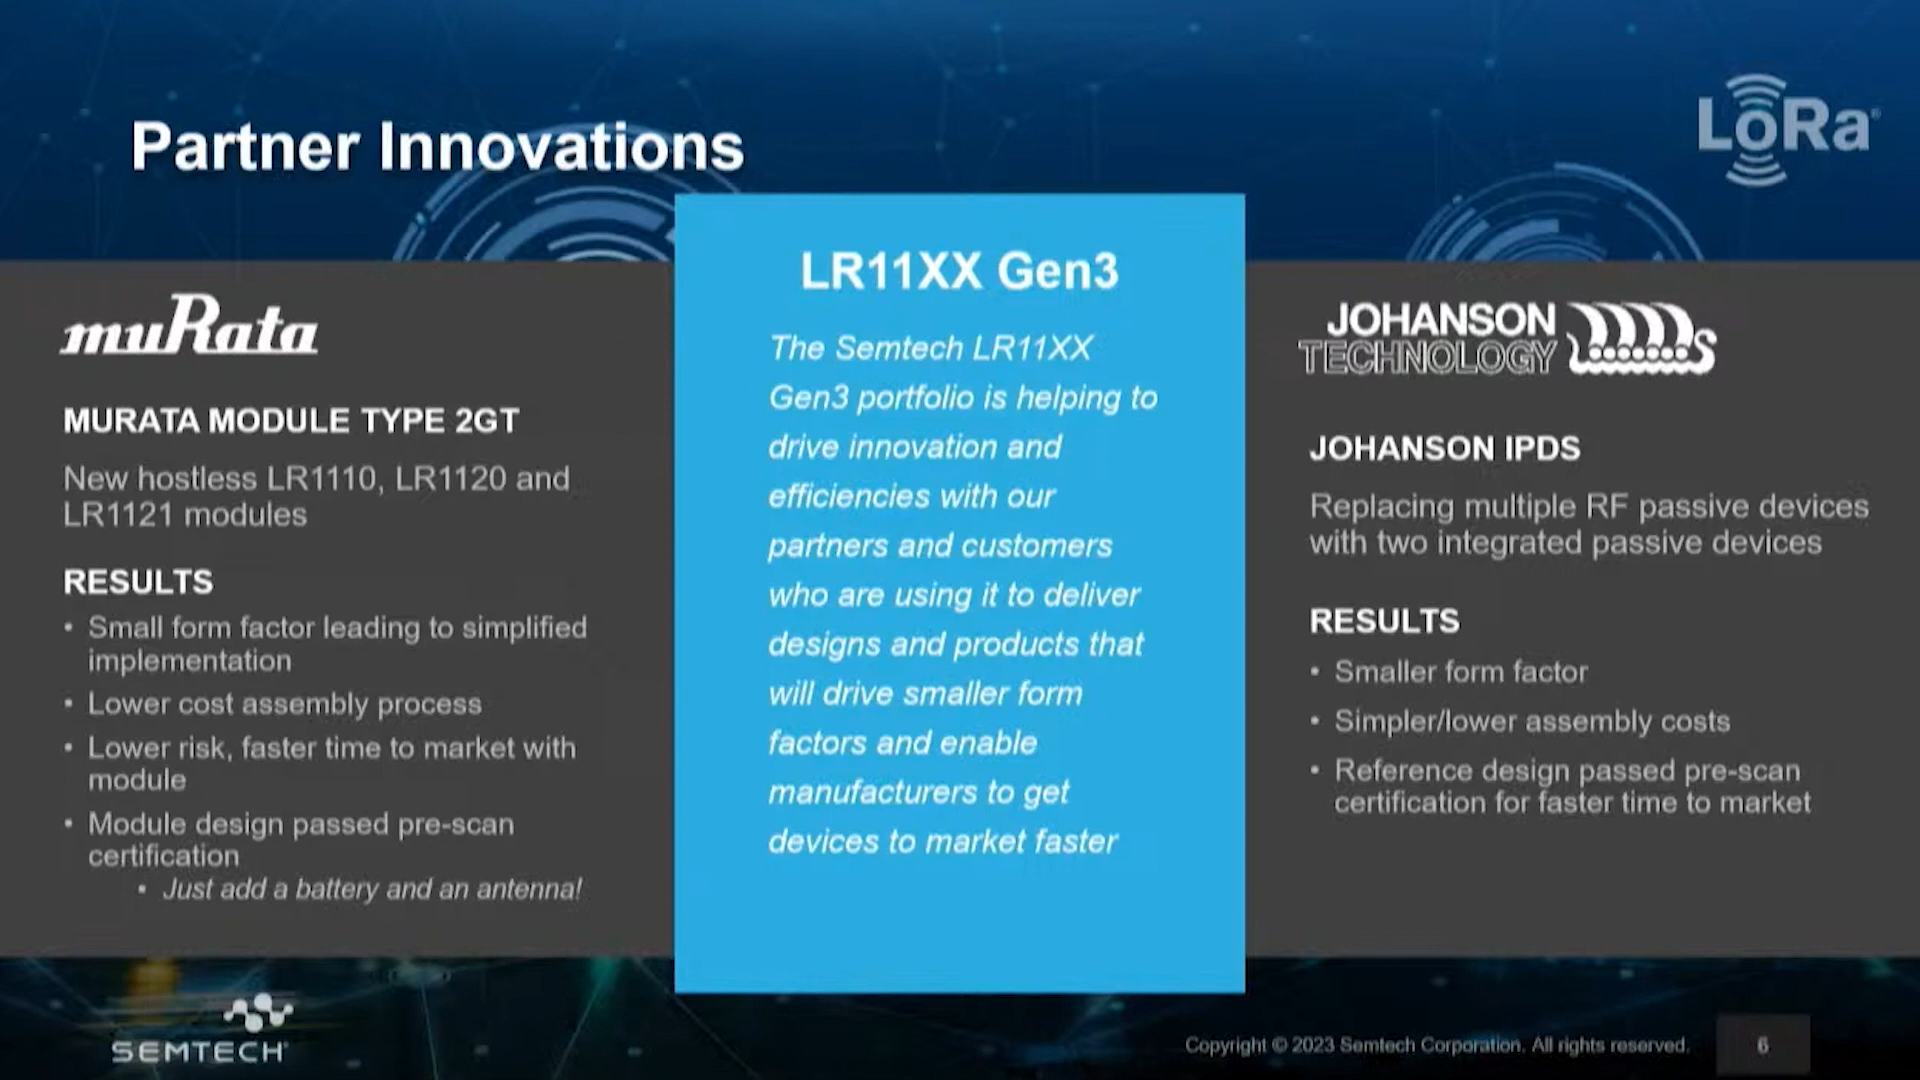 Partner Innovations
LoRa®
muRata
MURATA MODULE TYPE 2GT
New hostless LR1110, LR1120 and
LR1121 modules
RESULTS
• Small form factor leading to simplified
implementation
• Lower cost assembly process
• Lower risk, faster time to market with
module
• Module design passed pre-scan
certification
• Just add a battery and an antenna!
LR11XX Gen3
The Semtech LR11XX
Gen3 portfolio is helping to
drive innovation and
efficiencies with our
partners and customers
who are using it to deliver
designs and products that
will drive smaller form
factors and enable
manufacturers to get
devices to market faster
JOHANSON
TECHNOLOGY
JOHANSON IPDS
Replacing multiple RF passive devices
with two integrated passive devices
RESULTS
• Smaller form factor
• Simpler/lower assembly costs
• Reference design passed pre-scan
certification for faster time to market
SEMTECH
Copyright © 2023 Semtech Corporation. All rights reserved.
6